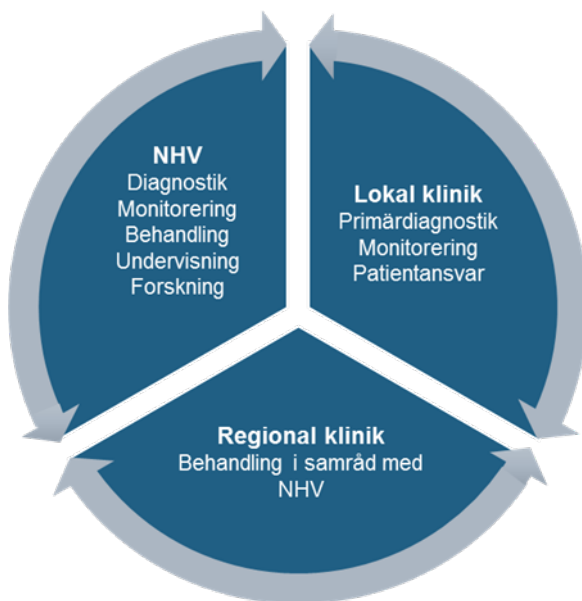 NHV
Diagnostik
Monitorering
Behandling
Undervisning
Forskning
Lokal klinik
Primärdiagnostik
Monitorering
Patientansvar
Regional klinik
Behandling i samråd med
NHV